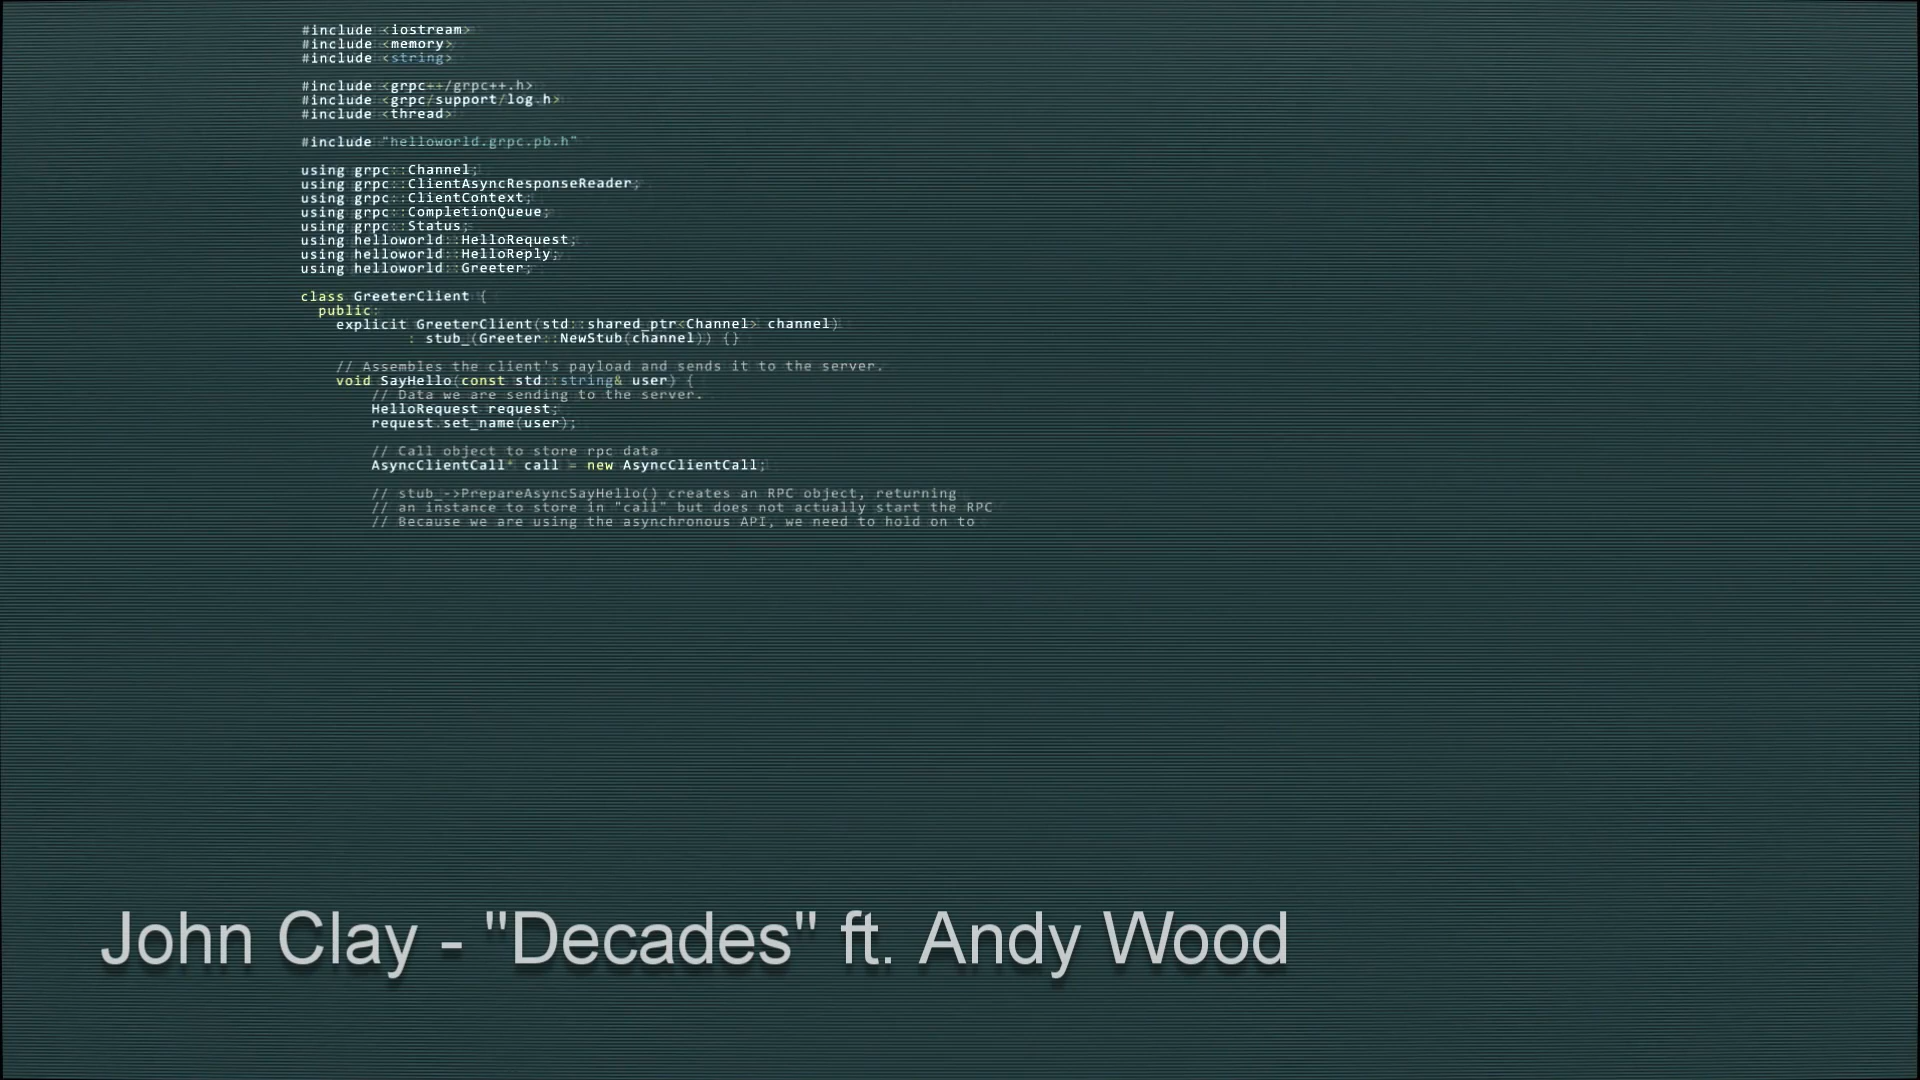 #include <iostream>
#include <memory>
#include <string>
#include <grpc++/grpc++.h>
#include <grpc/support/log.h>
#include <thread>
#include "helloworld.grpc.pb.h"
using grpc::Channel;
using grpc::ClientAsyncResponseReader;
using grpc::ClientContext;
using grpc::CompletionQueue;
using grpc::Status;
using helloworld::HelloRequest;
using helloworld::HelloReply;
using helloworld::Greeter;
class GreeterClient {
public:
explicit GreeterClient(std::shared_ptr<Channel> channel)
: stub_(Greeter::NewStub(channel)) {}
// Assembles the client's payload and sends it to the server.
void SayHello(const std::string& user) {
// Data we are sending to the server.
HelloRequest request;
request.set_name(user);
// Call object to store rpc data
AsyncClientCall* call = new AsyncClientCall;
// stub_->PrepareAsyncSayHello() creates an RPC object, returning
// an instance to store in "call" but does not actually start the RPC
// Because we are using the asynchronous API, we need to hold on to
John Clay - "Decades" ft. Andy Wood